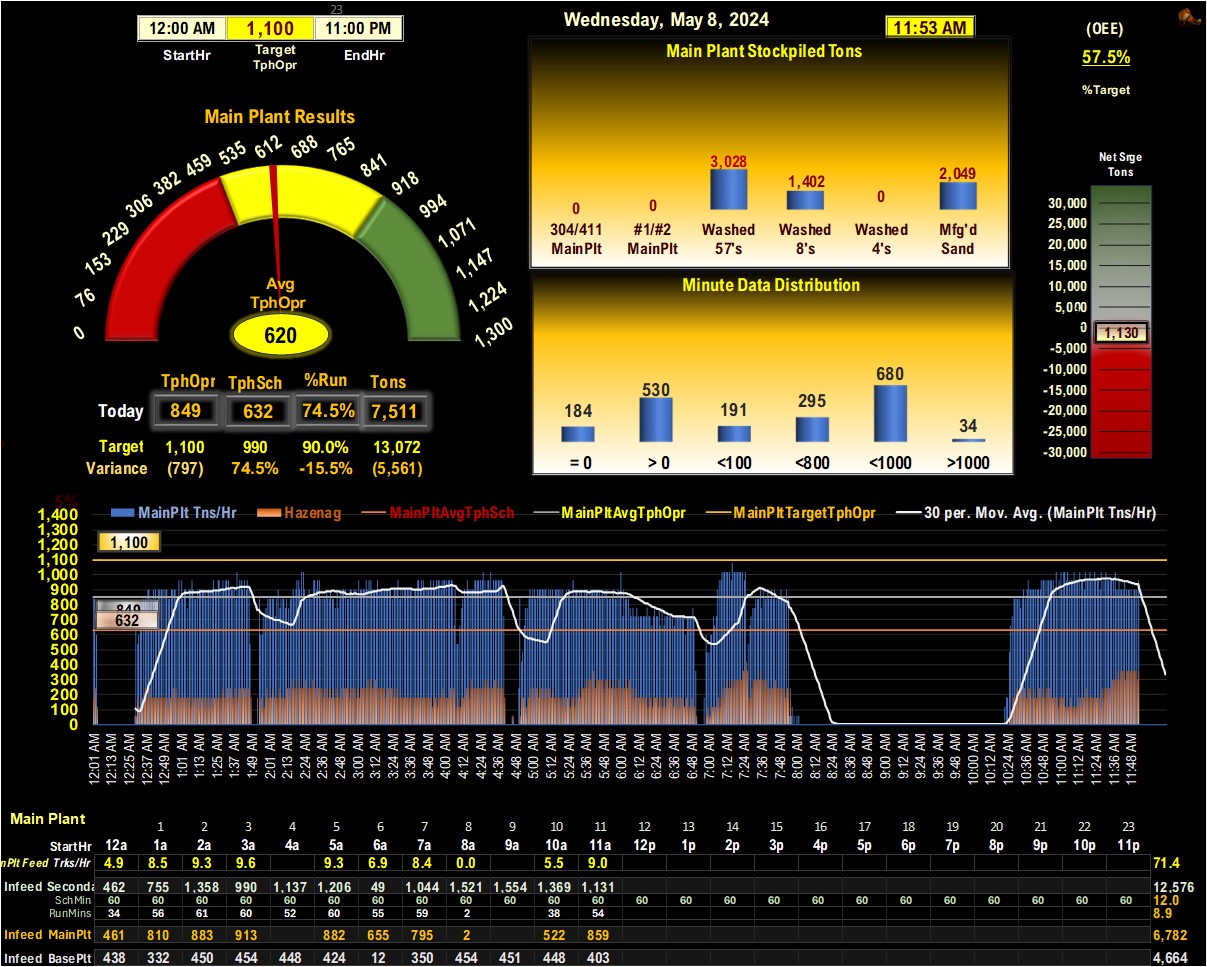 23
12:00 AM 1,100 11:00 PM
StartHr Target TphOpr EndHr
Wednesday, May 8, 2024
11:53 AM
(OEE)
57.5%
%Target
Main Plant Results
0 76 153 229 306 382 459 535 612 688 765 841 918 994 1,071 1,147 1,224 1,300
Avg
TphOpr
620
TphOpr TphSch %Run Tons
Today 849 632 74.5% 7,511
Target 1,100 990 90.0% 13,072
Variance (797) 74.5% -15.5% (5,561)
Main Plant Stockpiled Tons
0 0 3,028 1,402 0 2,049
304/411 #1/#2 Washed Washed Washed Mfg'd
MainPlt MainPlt 57's 8's 4's Sand
Minute Data Distribution
184 530 191 295 680 34
= 0 > 0 <100 <800 <1000 >1000
Net Srge
Tons
30,000
25,000
20,000
15,000
10,000
5,000
0
1,130
-5,000
-10,000
-15,000
-20,000
-25,000
-30,000
5%
MainPlt Tns/Hr Hazenag MainPltAvgTphSch MainPltAvgTphOpr MainPltTargetTphOpr 30 per. Mov. Avg. (MainPlt Tns/Hr)
1,400
1,300
1,200
1,100
1,000
900
800
700
600
500
400
300
200
100
0
1,100
849
632
12:01 AM 12:13 AM 12:25 AM 12:37 AM 12:49 AM 1:01 AM 1:13 AM 1:25 AM 1:37 AM 1:49 AM 2:01 AM 2:13 AM 2:24 AM 2:36 AM 2:48 AM 3:00 AM 3:12 AM 3:24 AM 3:36 AM 3:48 AM 4:00 AM 4:12 AM 4:24 AM 4:36 AM 4:48 AM 5:00 AM 5:12 AM 5:24 AM 5:36 AM 5:48 AM 6:00 AM 6:12 AM 6:24 AM 6:36 AM 6:48 AM 7:00 AM 7:12 AM 7:24 AM 7:36 AM 7:48 AM 8:00 AM 8:12 AM 8:24 AM 8:36 AM 8:48 AM 9:00 AM 9:12 AM 9:24 AM 9:36 AM 9:48 AM 10:00 AM 10:12 AM 10:24 AM 10:36 AM 10:48 AM 11:00 AM 11:12 AM 11:24 AM 11:36 AM 11:48 AM
Main Plant
1 2 3 4 5 6 7 8 9 10 11 12 13 14 15 16 17 18 19 20 21 22 23
StartHr 12a 1a 2a 3a 4a 5a 6a 7a 8a 9a 10a 11a 12p 1p 2p 3p 4p 5p 6p 7p 8p 9p 10p 11p
nPlt Feed Trks/Hr 4.9 8.5 9.3 9.6 9.3 6.9 8.4 0.0 5.5 9.0 71.4
Infeed Seconda 462 755 1,358 990 1,137 1,206 49 1,044 1,521 1,554 1,369 1,131 12,576
SchMin 60 60 60 60 60 60 60 60 60 60 60 60 60 60 60 60 60 60 60 60 60 60 60 60 12.0
RunMins 34 56 61 60 52 60 55 59 2 38 54 8.9
Infeed MainPlt 461 810 883 913 882 655 795 2 522 859 6,782
Infeed BasePlt 438 332 450 454 448 424 12 350 454 451 448 403 4,664